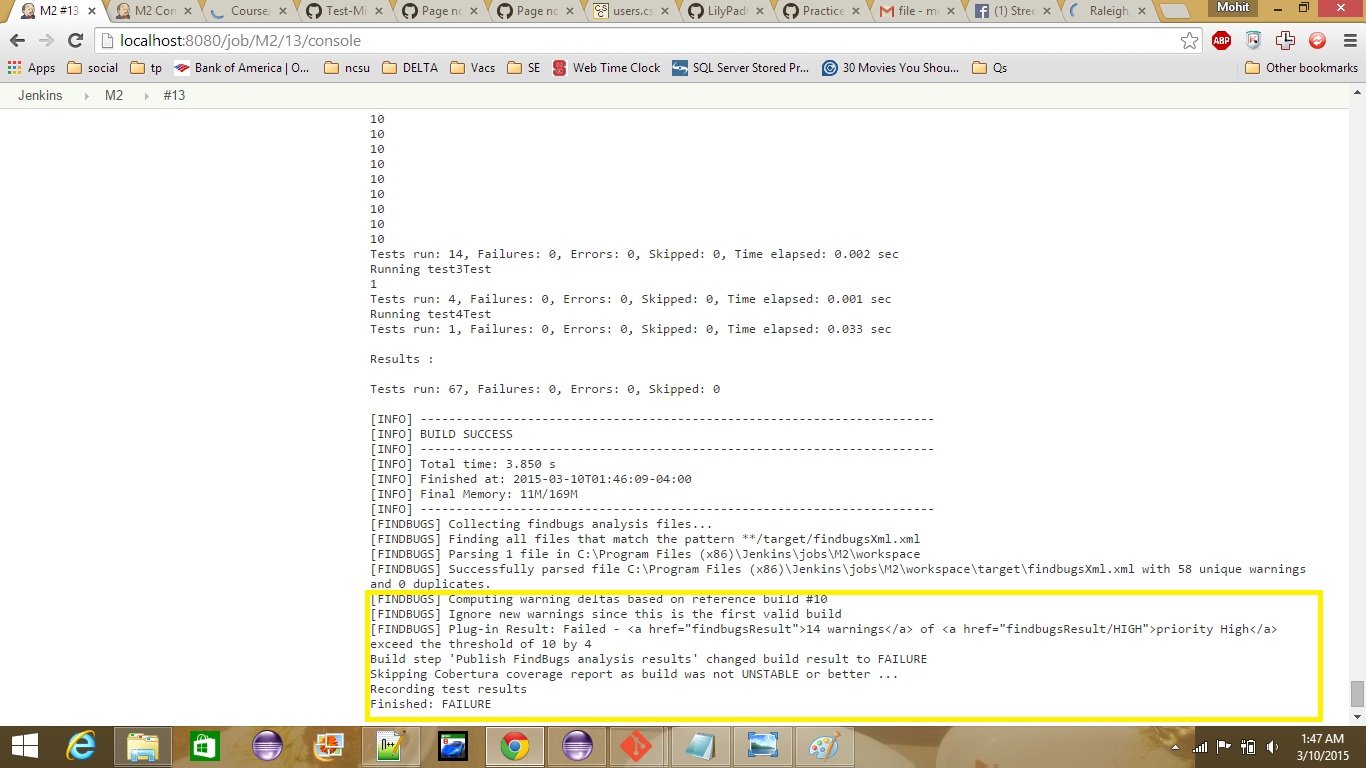 M2 #13
M2 Con
Course
Test-Mi
Page no
Page no
users.cs
LilyPad
Practice
file - m
(1) Stree
Raleigh
Mohit
localhost:8080/job/M2/13/console
ABP
Apps
social
tp
Bank of America | O...
ncsu
DELTA
Vacs
SE
Web Time Clock
SQL Server Stored Pr...
30 Movies You Shou...
Qs
Other bookmarks
Jenkins
M2
#13
10
10
10
10
10
10
10
10
10
Tests run: 14, Failures: 0, Errors: 0, Skipped: 0, Time elapsed: 0.002 sec
Running test3Test
1
Tests run: 4, Failures: 0, Errors: 0, Skipped: 0, Time elapsed: 0.001 sec
Running test4Test
Tests run: 1, Failures: 0, Errors: 0, Skipped: 0, Time elapsed: 0.033 sec
Results :
Tests run: 67, Failures: 0, Errors: 0, Skipped: 0
[INFO] ------------------------------------------------------------------------
[INFO] BUILD SUCCESS
[INFO] ------------------------------------------------------------------------
[INFO] Total time: 3.850 s
[INFO] Finished at: 2015-03-10T01:46:09-04:00
[INFO] Final Memory: 11M/169M
[INFO] ------------------------------------------------------------------------
[FINDBUGS] Collecting findbugs analysis files...
[FINDBUGS] Finding all files that match the pattern **/target/findbugsXml.xml
[FINDBUGS] Parsing 1 file in C:\Program Files (x86)\Jenkins\jobs\M2\workspace
[FINDBUGS] Successfully parsed file C:\Program Files (x86)\Jenkins\jobs\M2\workspace\target\findbugsXml.xml with 58 unique warnings
and 0 duplicates.
[FINDBUGS] Computing warning deltas based on reference build #10
[FINDBUGS] Ignore new warnings since this is the first valid build
[FINDBUGS] Plug-in Result: Failed - <a href="findbugsResult">14 warnings</a> of <a href="findbugsResult/HIGH">priority High</a>
exceed the threshold of 10 by 4
Build step 'Publish FindBugs analysis results' changed build result to FAILURE
Skipping Cobertura coverage report as build was not UNSTABLE or better ...
Recording test results
Finished: FAILURE
1:47 AM
3/10/2015